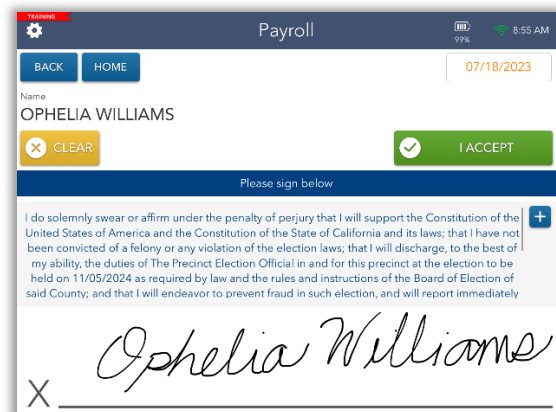 TRAINING
Payroll
99%
8:55 AM
BACK
HOME
07/18/2023
Name
OPHELIA WILLIAMS
CLEAR
I ACCEPT
Please sign below
I do solemnly swear or affirm under the penalty of perjury that I will support the Constitution of the
United States of America and the Constitution of the State of California and its laws; that I have not
been convicted of a felony or any violation of the election laws; that I will discharge, to the best of
my ability, the duties of The Precinct Election Official in and for this precinct at the election to be
held on 11/05/2024 as required by law and the rules and instructions of the Board of Election of
said County; and that I will endeavor to prevent fraud in such election, and will report immediately
Ophelia Williams
X